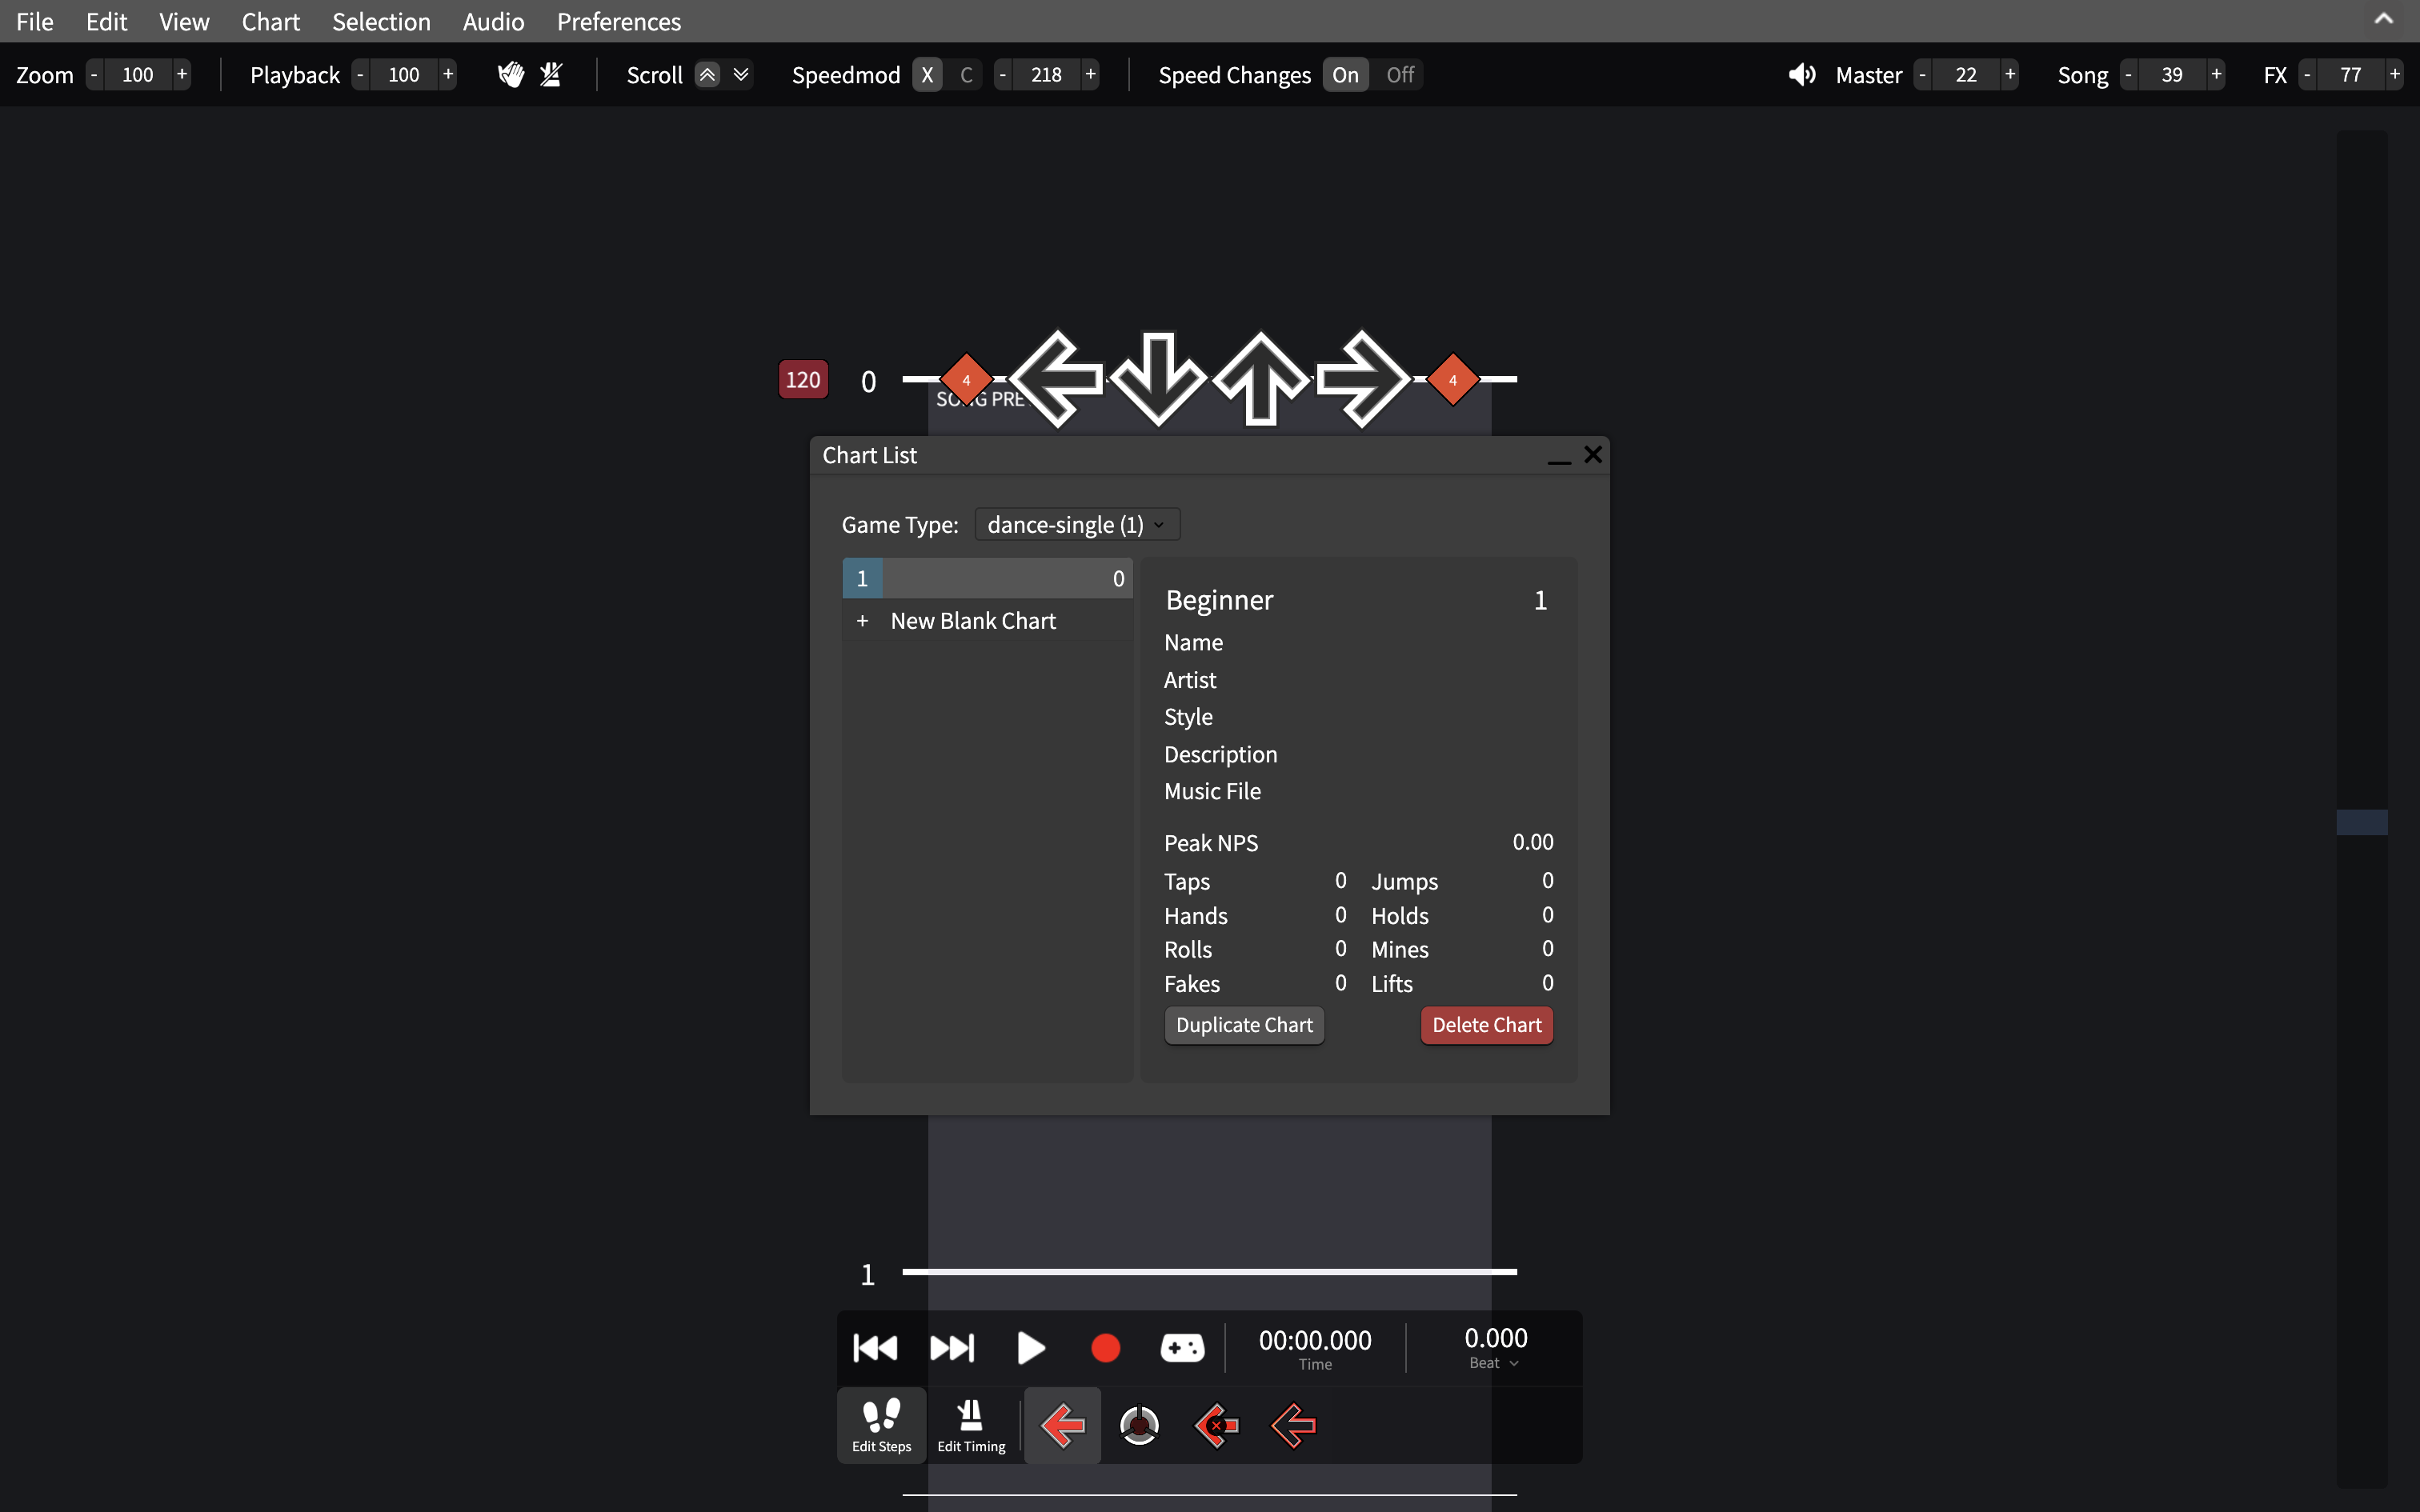 File Edit View Chart Selection Audio Preferences
Zoom - 100 + Playback - 100 + Scroll Speedmod X C - 218 + Speed Changes On Off Master - 22 + Song - 39 + FX - 77 +
120 0 4 4
SONG PRE
Chart List
Game Type: dance-single (1)
1 0
+ New Blank Chart
Beginner 1
Name
Artist
Style
Description
Music File
Peak NPS 0.00
Taps 0 Jumps 0
Hands 0 Holds 0
Rolls 0 Mines 0
Fakes 0 Lifts 0
Duplicate Chart Delete Chart
1
00:00.000 0.000
Time Beat
Edit Steps Edit Timing